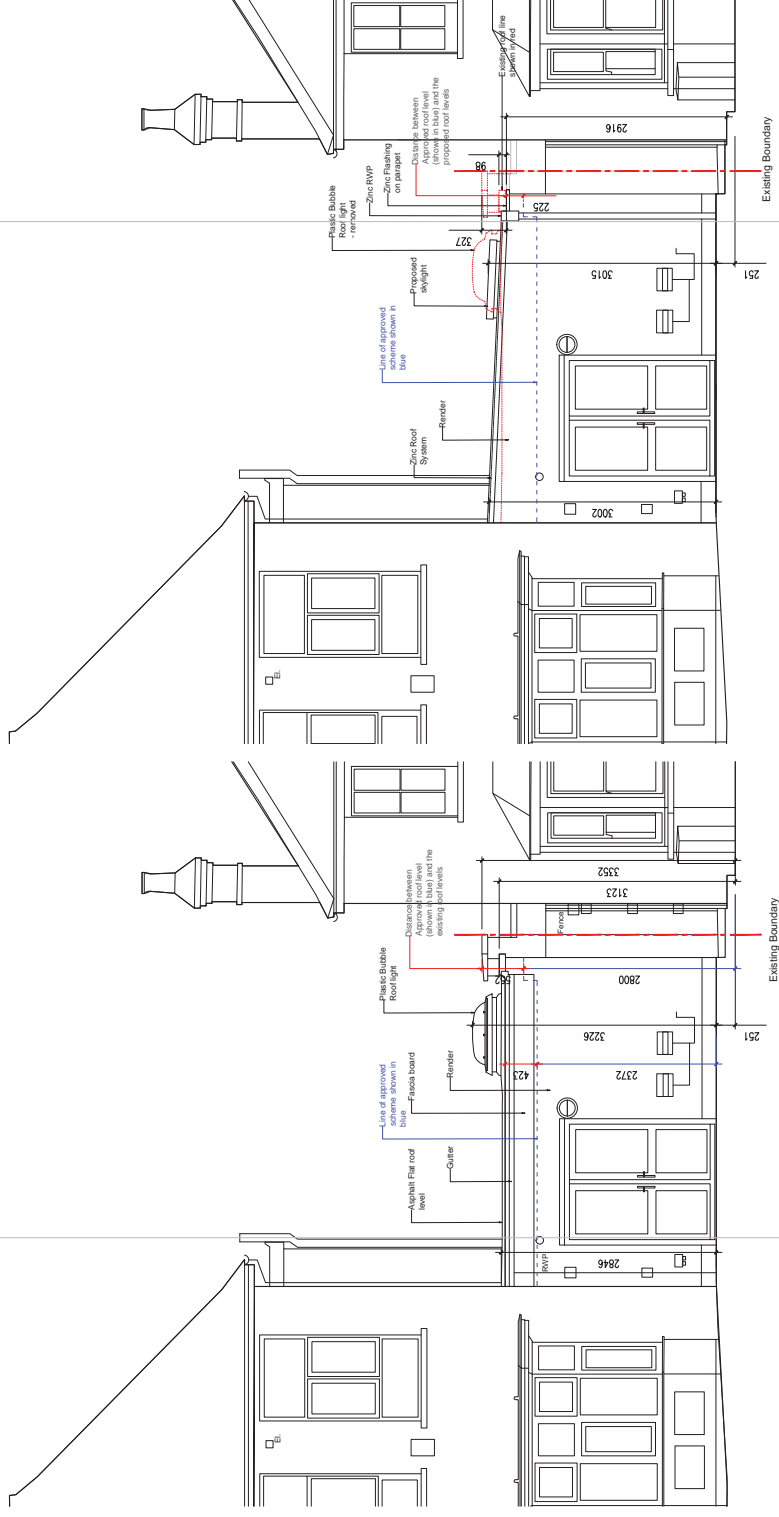 Existing roof line
shown in red
Distance between
Approved roof level
(shown in blue) and the
proposed roof levels
Zinc Flashing
on parapet
Zinc RWP
Plastic Bubble
Roof light
- removed
Proposed
skylight
Line of approved
scheme shown in
blue
Render
Zinc Roof
System
2916
98
225
327
3015
251
3002
El.
Existing Boundary
Distance between
Approved roof level
(shown in blue) and the
existing roof levels
Plastic Bubble
Roof light
Line of approved
scheme shown in
blue
Fascia board
Render
Asphalt Flat roof
level
Gutter
RWP
Fence
3352
3123
562
2800
3226
251
423
2372
2846
El.
Existing Boundary